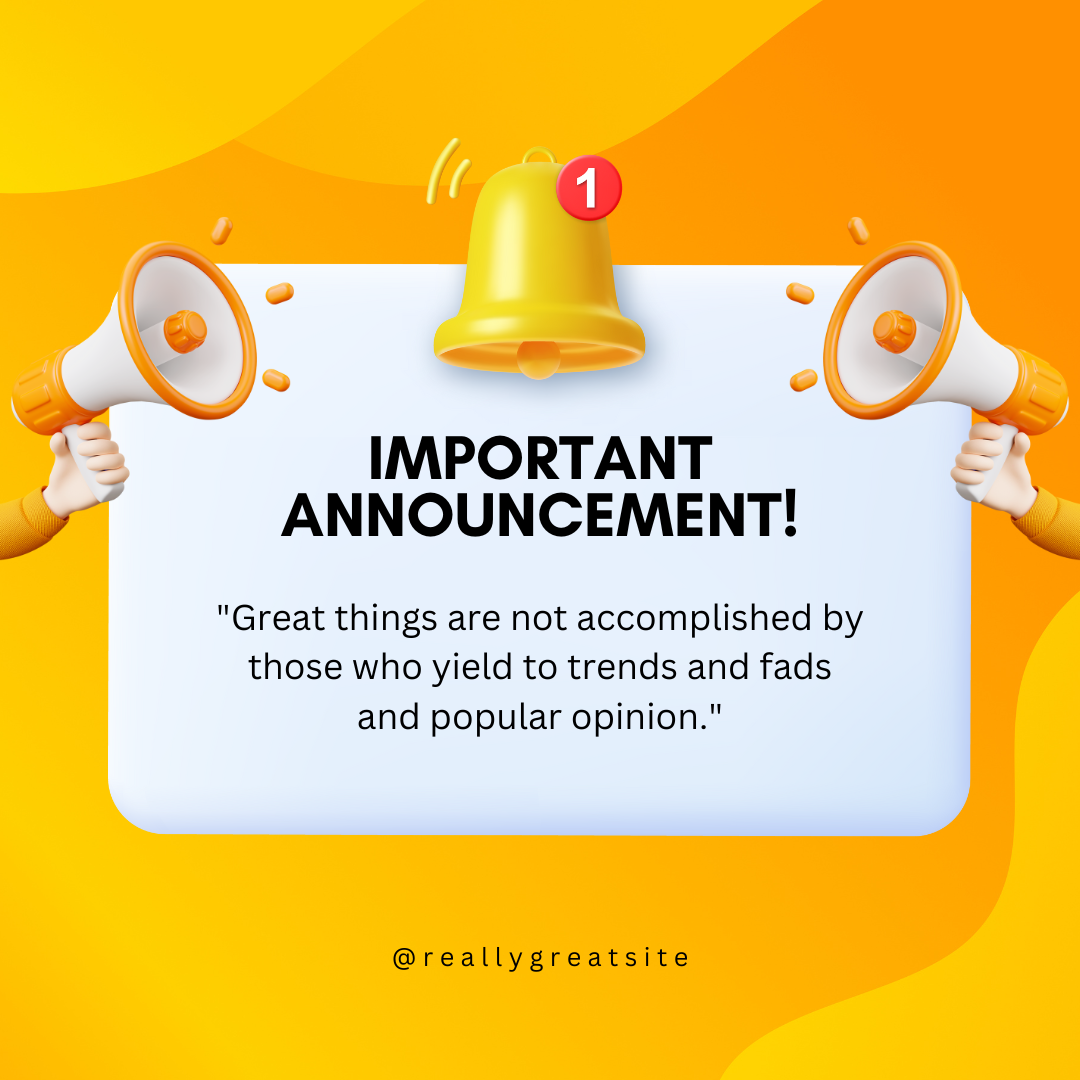 1
IMPORTANT
ANNOUNCEMENT!
"Great things are not accomplished by
those who yield to trends and fads
and popular opinion."
@reallygreatsite